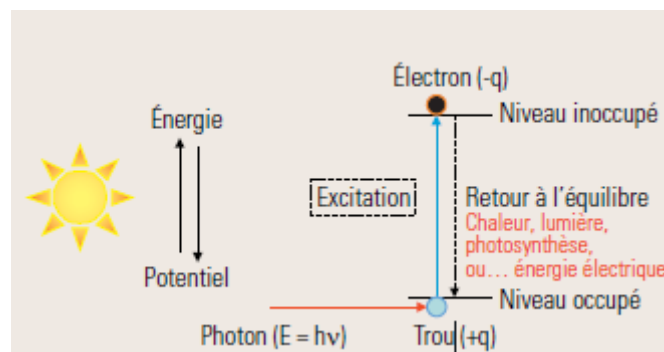 Électron (-q)
Énergie
Niveau inoccupé
Excitation
Retour à l'équilibre
Chaleur, lumière,
photosynthèse,
ou... énergie électrique
Potentiel
Niveau occupé
Photon (E = hν)
Trou (+q)